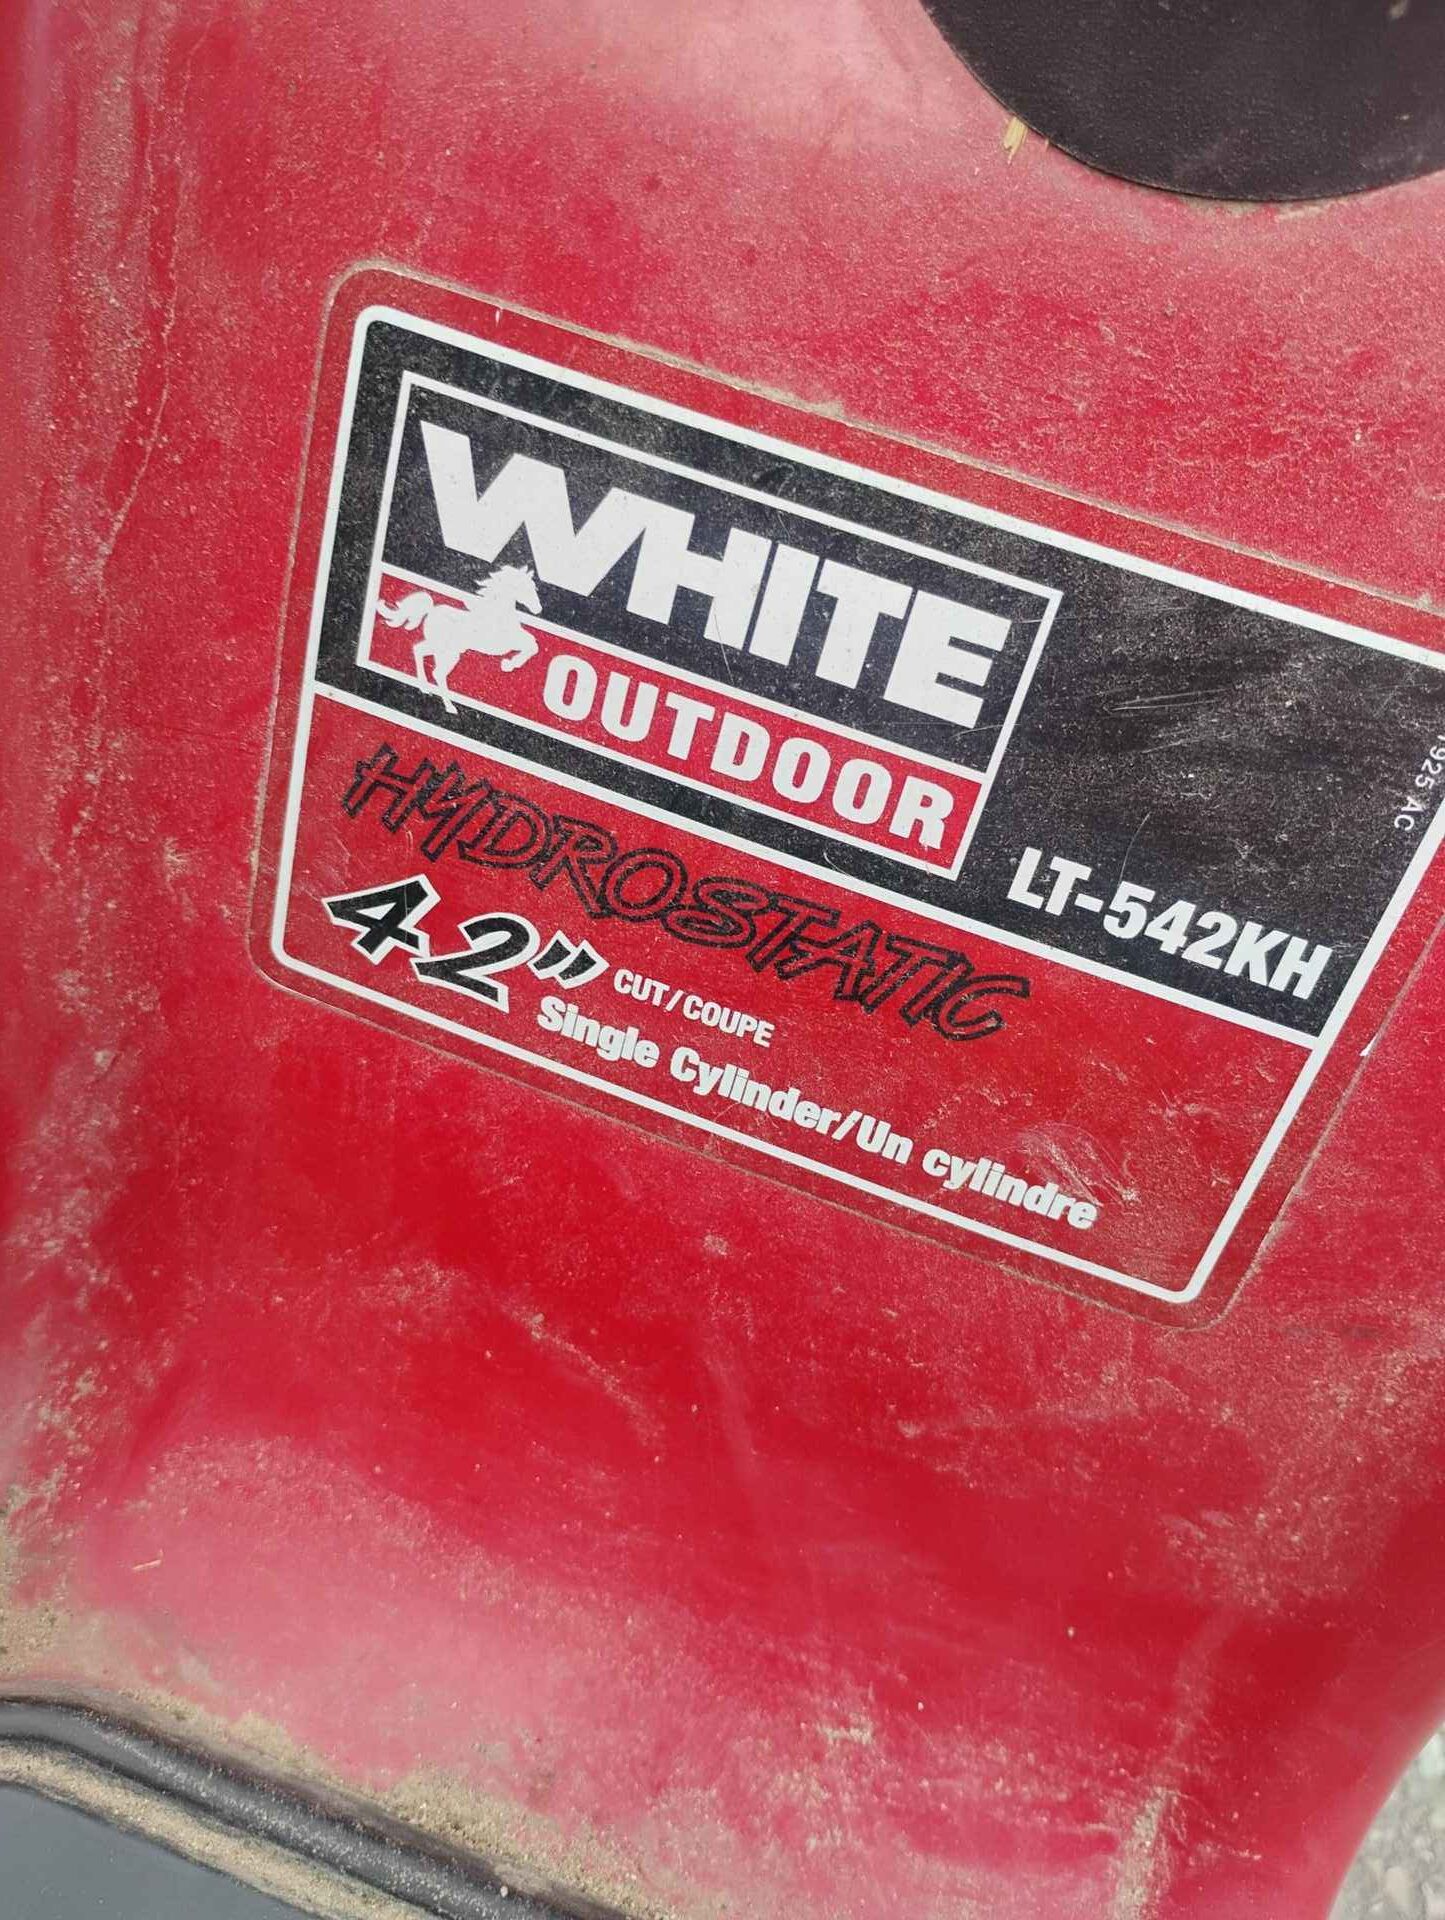 WHITE
OUTDOOR
LT-542KH
HYDROSTATIC
42" CUT/COUPE
Single Cylinder/Un cylindre